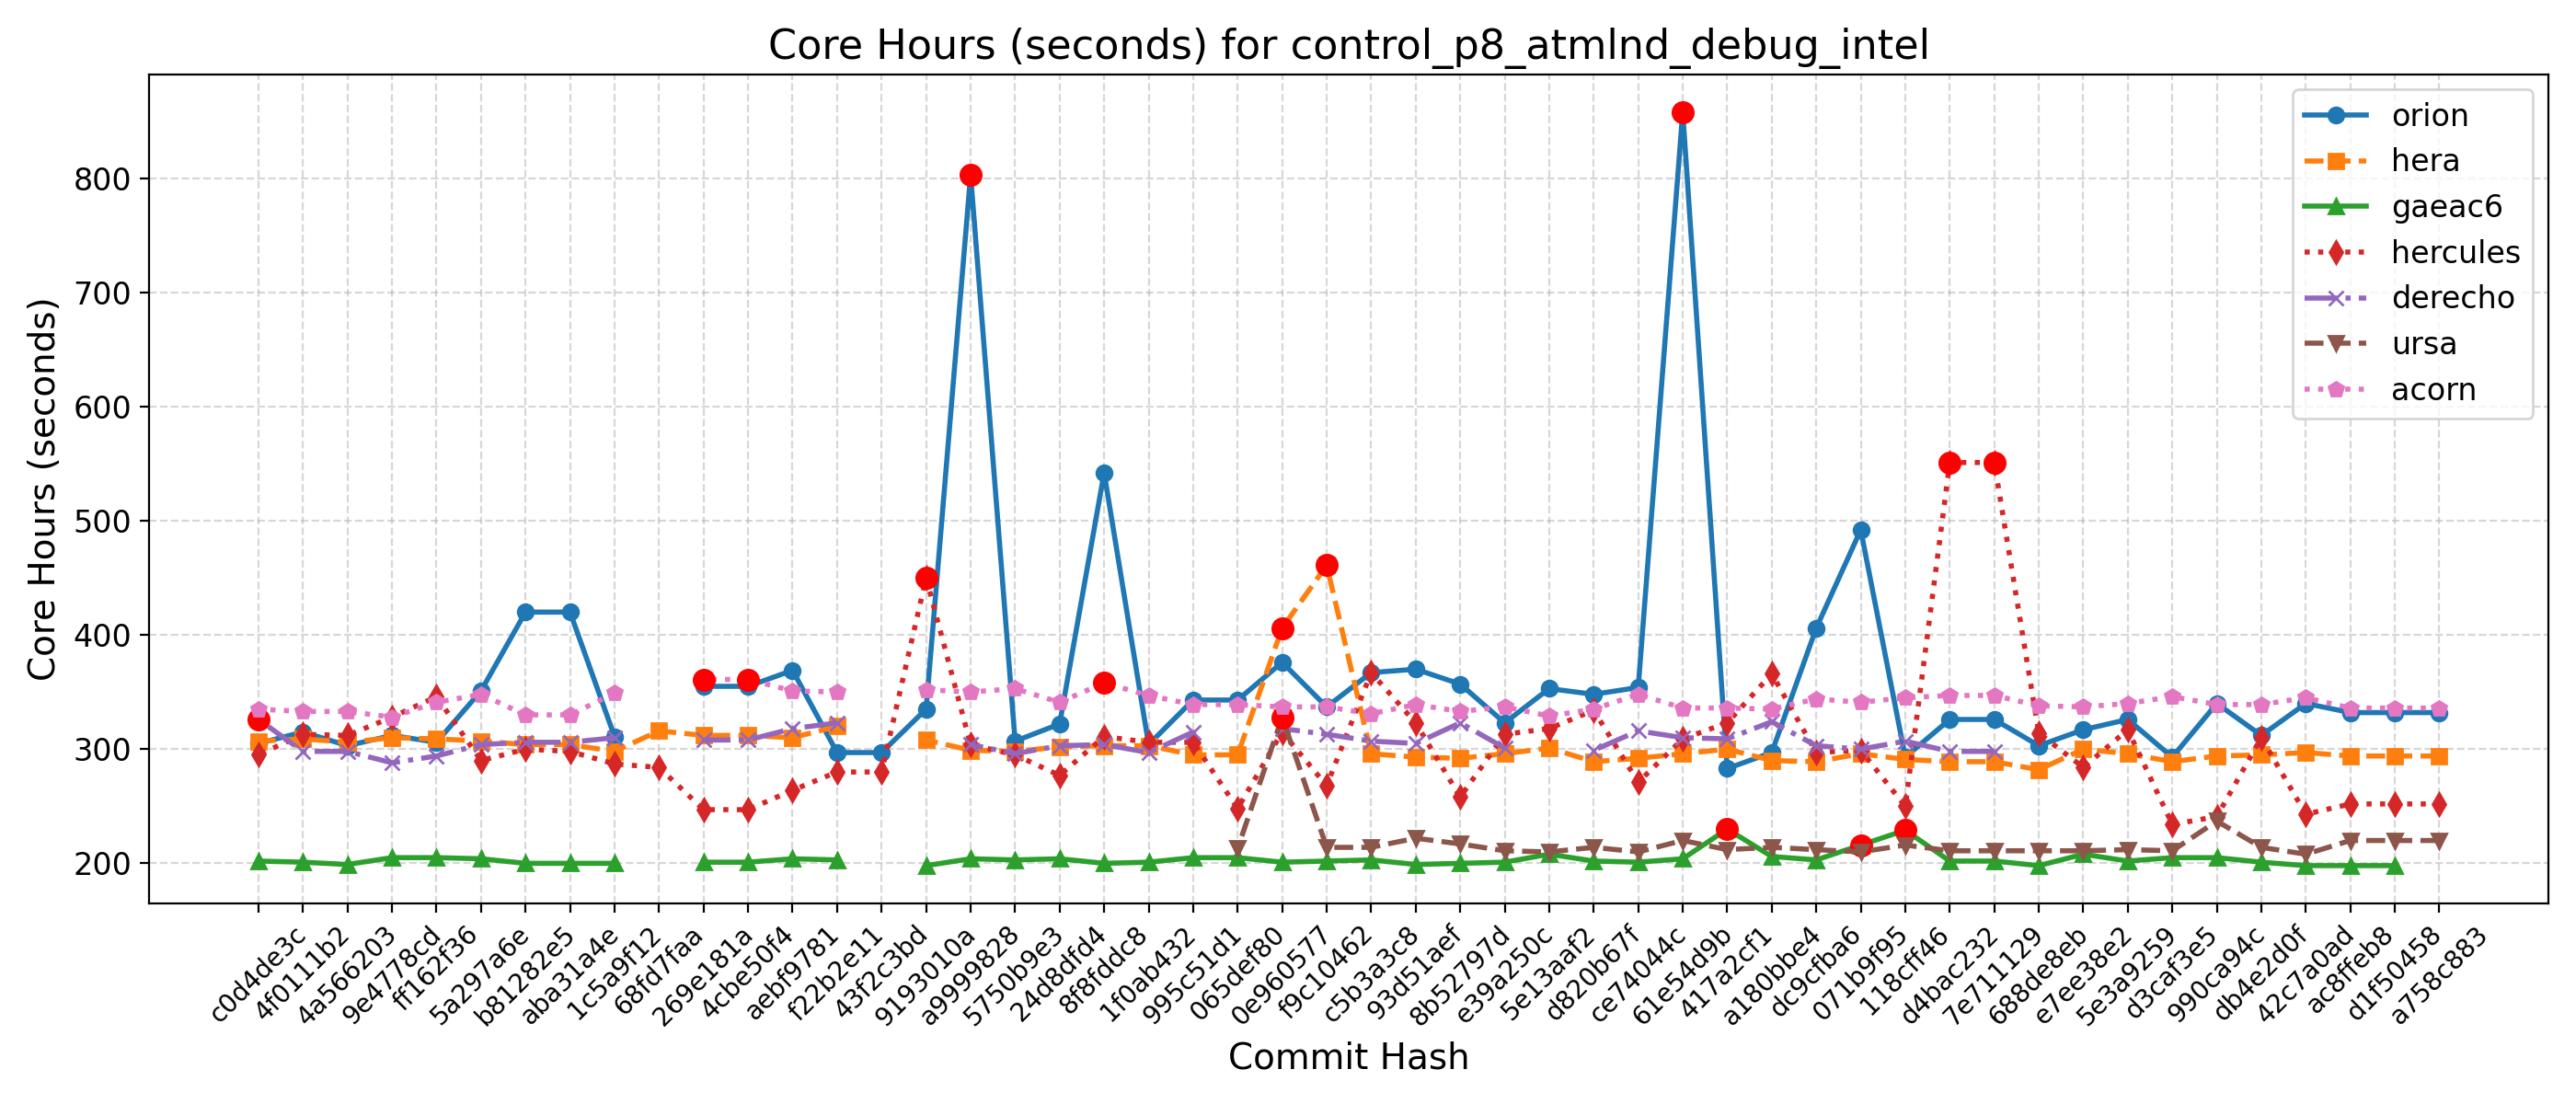 Core Hours (seconds) for control_p8_atmlnd_debug_intel
Core Hours (seconds)
800
700
600
500
400
300
200
orion
hera
gaeac6
hercules
derecho
ursa
acorn
c0d4de3c
4f0111b2
4a566203
9e4778cd
ff162f36
5a297a6e
b81282e5
aba31a4e
1c5a9f12
68fd7faa
269e181a
4cbe50f4
aebf9781
f22b2e11
43f2c3bd
9193010a
a9999828
5750b9e3
24d8dfd4
8f8fddc8
1f0ab432
995c51d1
065def80
0e960577
f9c10462
c5b3a3c8
93d51aef
8b52797d
e39a250c
5e13aaf2
d820b67f
ce74044c
61e54d9b
417a2cf1
a180bbe4
dc9cfba6
071b9f95
118cff46
d4bac232
7e711129
688de8eb
e7ee38e2
5e3a9259
d3caf3e5
990ca94c
db4e2d0f
42c7a0ad
ac8ffeb8
d1f50458
a758c883
Commit Hash